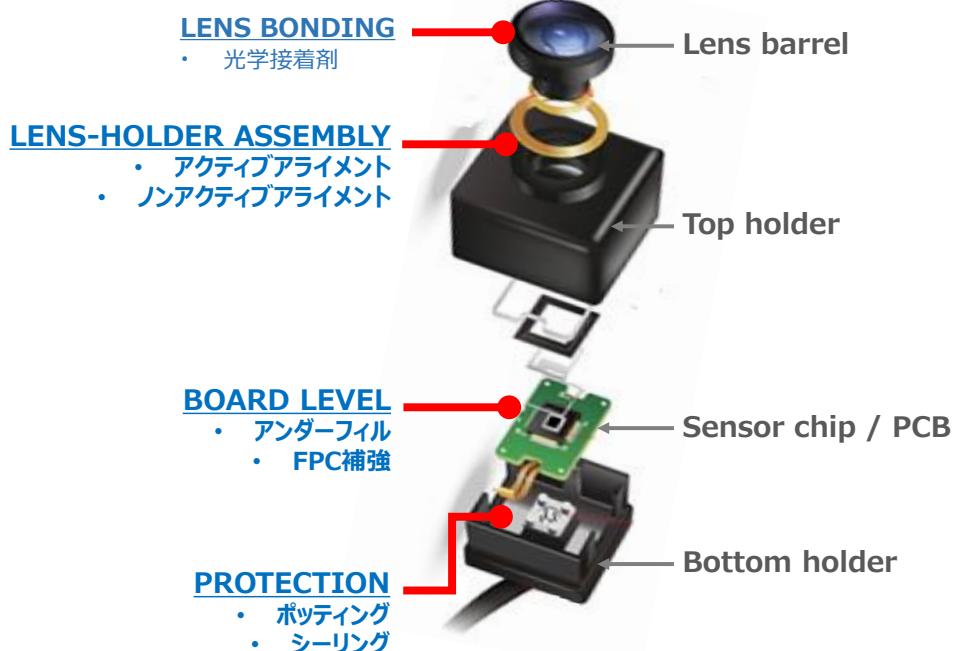 LENS BONDING
• 光学接着剤
Lens barrel
LENS-HOLDER ASSEMBLY
• アクティブアライメント
• ノンアクティブアライメント
Top holder
BOARD LEVEL
• アンダーフィル
• FPC補強
Sensor chip / PCB
Bottom holder
PROTECTION
• ポッティング
• シーリング